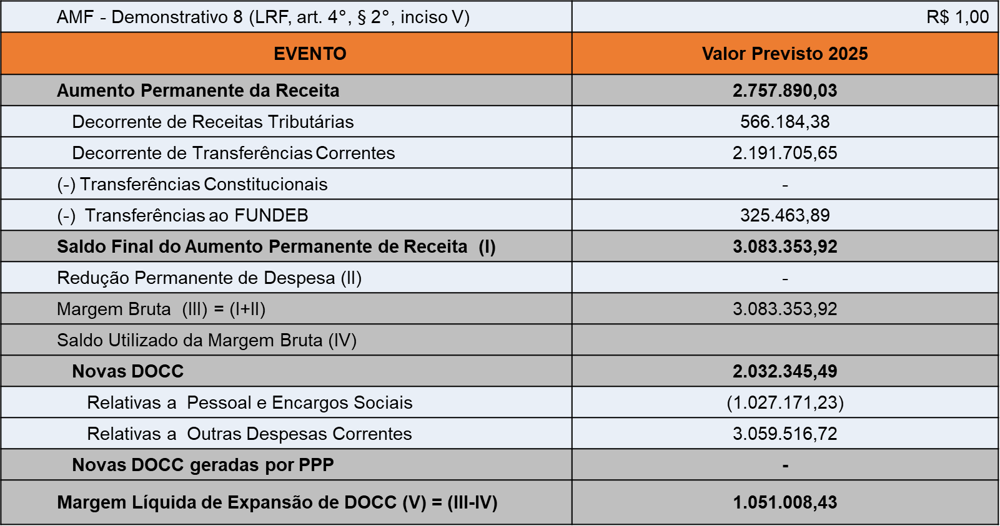 AMF - Demonstrativo 8 (LRF, art. 4°, § 2°, inciso V) R$ 1,00
EVENTO Valor Previsto 2025
Aumento Permanente da Receita 2.757.890,03
Decorrente de Receitas Tributárias 566.184,38
Decorrente de Transferências Correntes 2.191.705,65
(-) Transferências Constitucionais -
(-) Transferências ao FUNDEB 325.463,89
Saldo Final do Aumento Permanente de Receita (I) 3.083.353,92
Redução Permanente de Despesa (II) -
Margem Bruta (III) = (I+II) 3.083.353,92
Saldo Utilizado da Margem Bruta (IV)
Novas DOCC 2.032.345,49
Relativas a Pessoal e Encargos Sociais (1.027.171,23)
Relativas a Outras Despesas Correntes 3.059.516,72
Novas DOCC geradas por PPP -
Margem Líquida de Expansão de DOCC (V) = (III-IV) 1.051.008,43